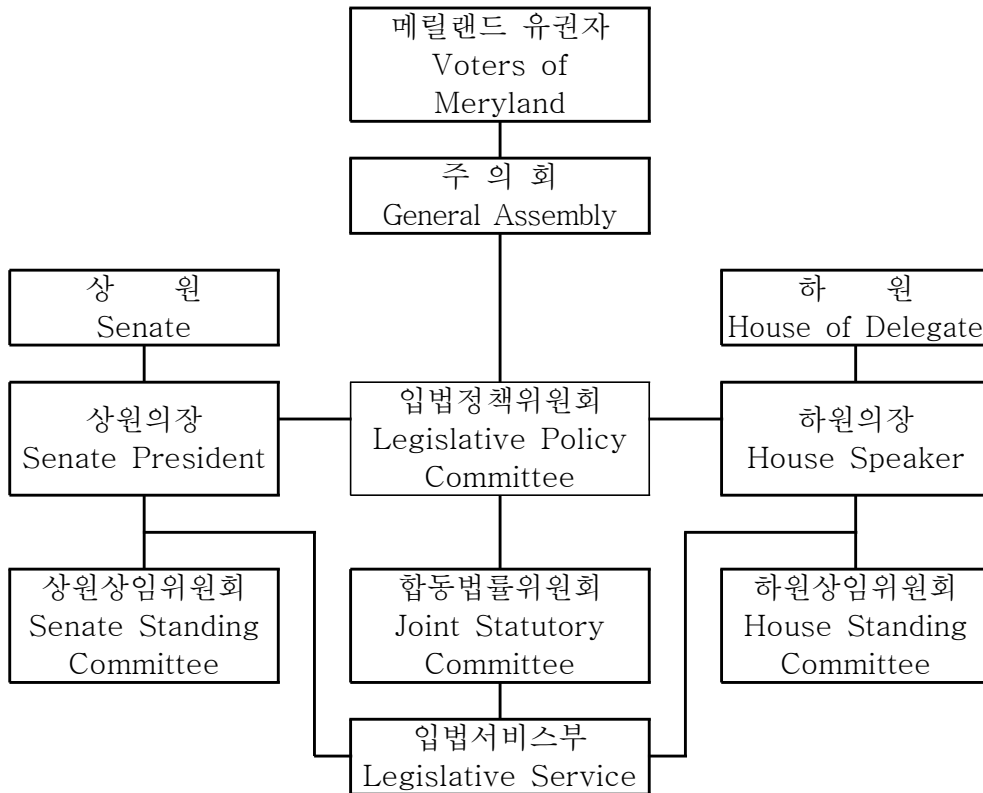 메릴랜드 유권자
Voters of
Meryland
주 의 회
General Assembly
상 원
Senate
하 원
House of Delegate
상원의장
Senate President
입법정책위원회
Legislative Policy
Committee
하원의장
House Speaker
상원상임위원회
Senate Standing
Committee
합동법률위원회
Joint Statutory
Committee
하원상임위원회
House Standing
Committee
입법서비스부
Legislative Service